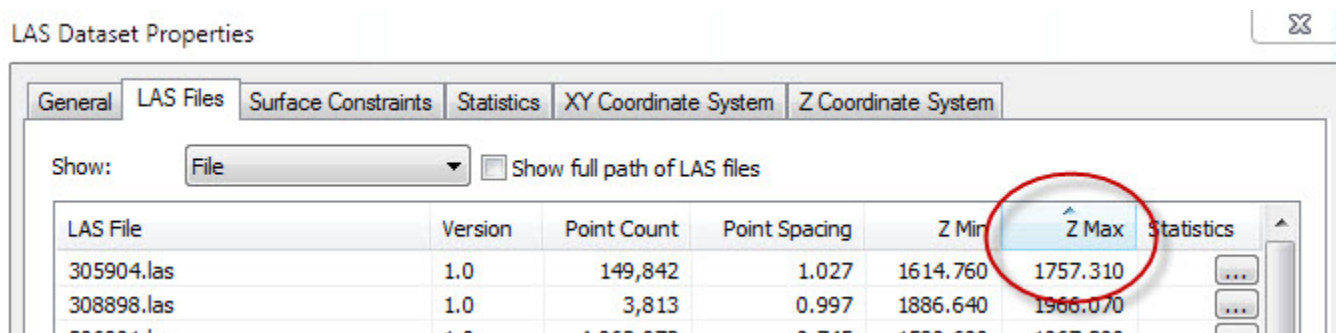 LAS Dataset Properties
General LAS Files Surface Constraints Statistics XY Coordinate System Z Coordinate System
Show: File Show full path of LAS files
LAS File Version Point Count Point Spacing Z Min Z Max Statistics
305904.las 1.0 149,842 1.027 1614.760 1757.310 ...
308898.las 1.0 3,813 0.997 1886.640 1966.070 ...